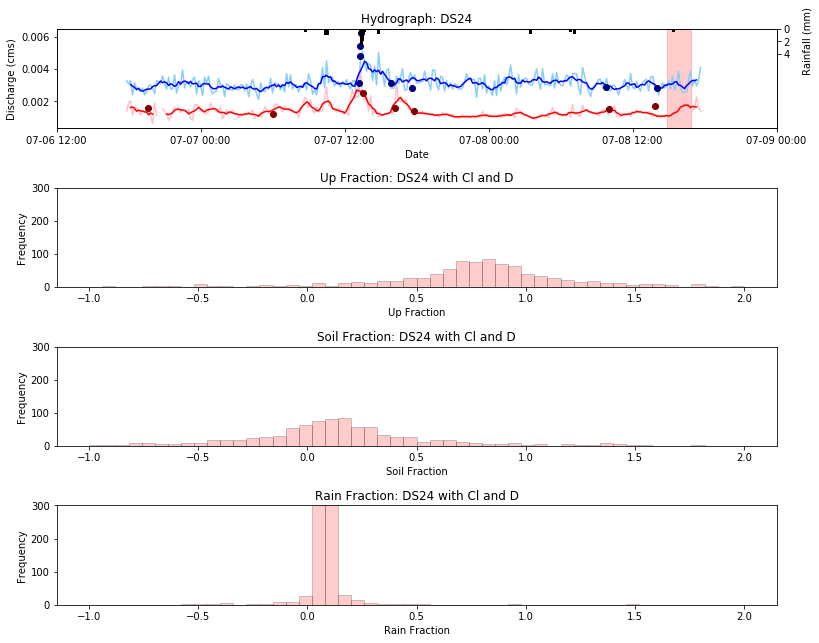 Hydrograph: DS24
Discharge (cms)
0.006
0.004
0.002
0
2
4
Rainfall (mm)
07-06 12:00 07-07 00:00 07-07 12:00 07-08 00:00 07-08 12:00 07-09 00:00
Date
Up Fraction: DS24 with Cl and D
Frequency
300
200
100
0
−1.0 −0.5 0.0 0.5 1.0 1.5 2.0
Up Fraction
Soil Fraction: DS24 with Cl and D
Frequency
300
200
100
0
−1.0 −0.5 0.0 0.5 1.0 1.5 2.0
Soil Fraction
Rain Fraction: DS24 with Cl and D
Frequency
300
200
100
0
−1.0 −0.5 0.0 0.5 1.0 1.5 2.0
Rain Fraction